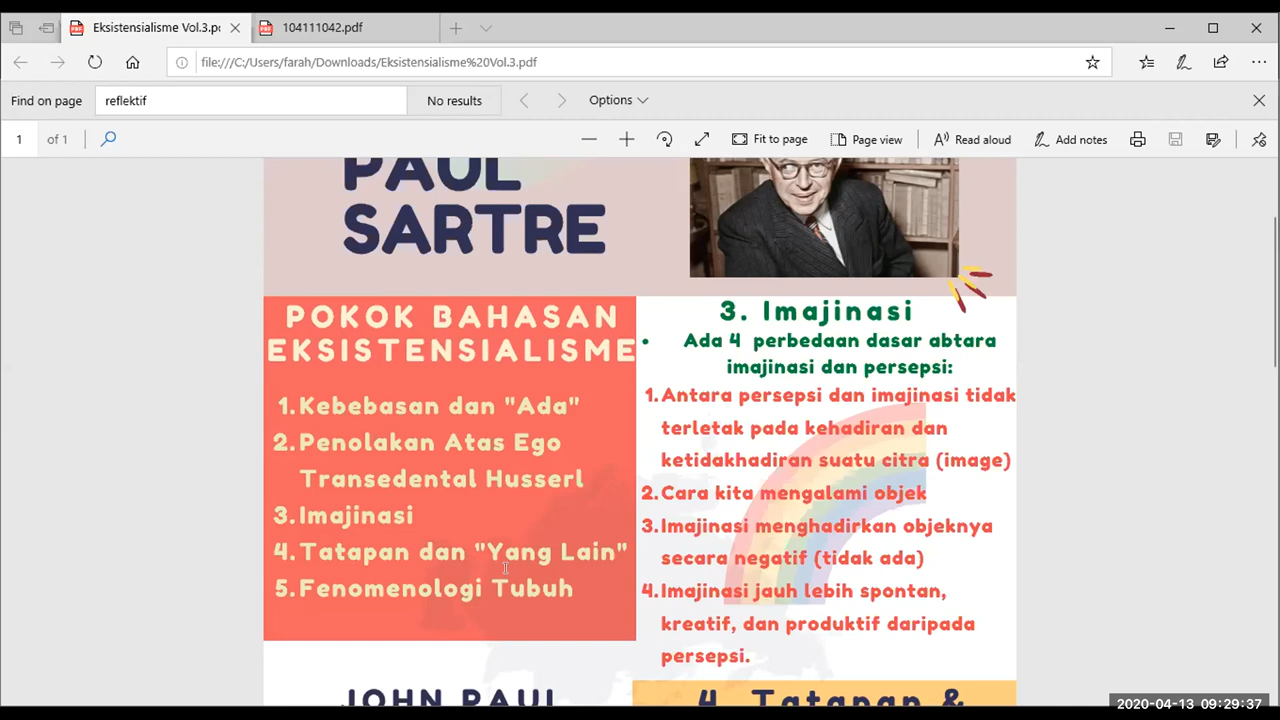 Eksistensialisme Vol.3.pc
104111042.pdf
file:///C:/Users/farah/Downloads/Eksistensialisme%20Vol.3.pdf
Find on page
reflektif
No results
Options
1
of 1
Fit to page
Page view
Read aloud
Add notes
PAUL
SARTRE
POKOK BAHASAN
EKSISTENSIALISME
1. Kebebasan dan "Ada"
2. Penolakan Atas Ego
Transedental Husserl
3. Imajinasi
4. Tatapan dan "Yang Lain"
5. Fenomenologi Tubuh
JOHN PAUL
3. Imajinasi
• Ada 4 perbedaan dasar abtara
imajinasi dan persepsi:
1. Antara persepsi dan imajinasi tidak
terletak pada kehadiran dan
ketidakhadiran suatu citra (image)
2. Cara kita mengalami objek
3. Imajinasi menghadirkan objeknya
secara negatif (tidak ada)
4. Imajinasi jauh lebih spontan,
kreatif, dan produktif daripada
persepsi.
4. Tatapan &
2020-04-13 09:29:37